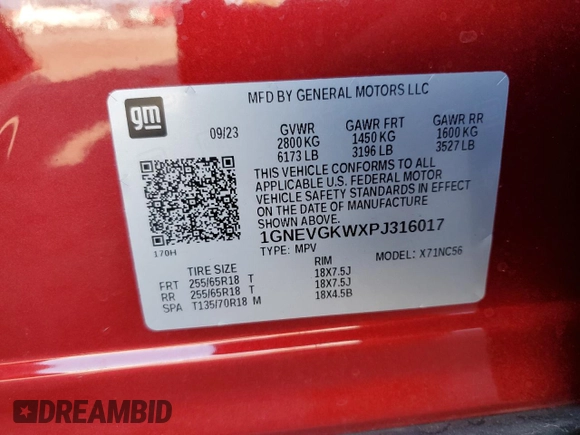 gm
MFD BY GENERAL MOTORS LLC
09/23 GVWR GAWR FRT GAWR RR
2800 KG 1450 KG 1600 KG
6173 LB 3196 LB 3527 LB
THIS VEHICLE CONFORMS TO ALL
APPLICABLE U.S. FEDERAL MOTOR
VEHICLE SAFETY STANDARDS IN EFFECT
ON THE DATE OF MANUFACTURE
SHOWN ABOVE.
1GNEVGKWXPJ316017
170H TYPE: MPV MODEL: X71NC56
TIRE SIZE RIM
FRT 255/65R18 T 18X7.5J
RR 255/65R18 T 18X7.5J
SPA T135/70R18 M 18X4.5B
DREAMBID